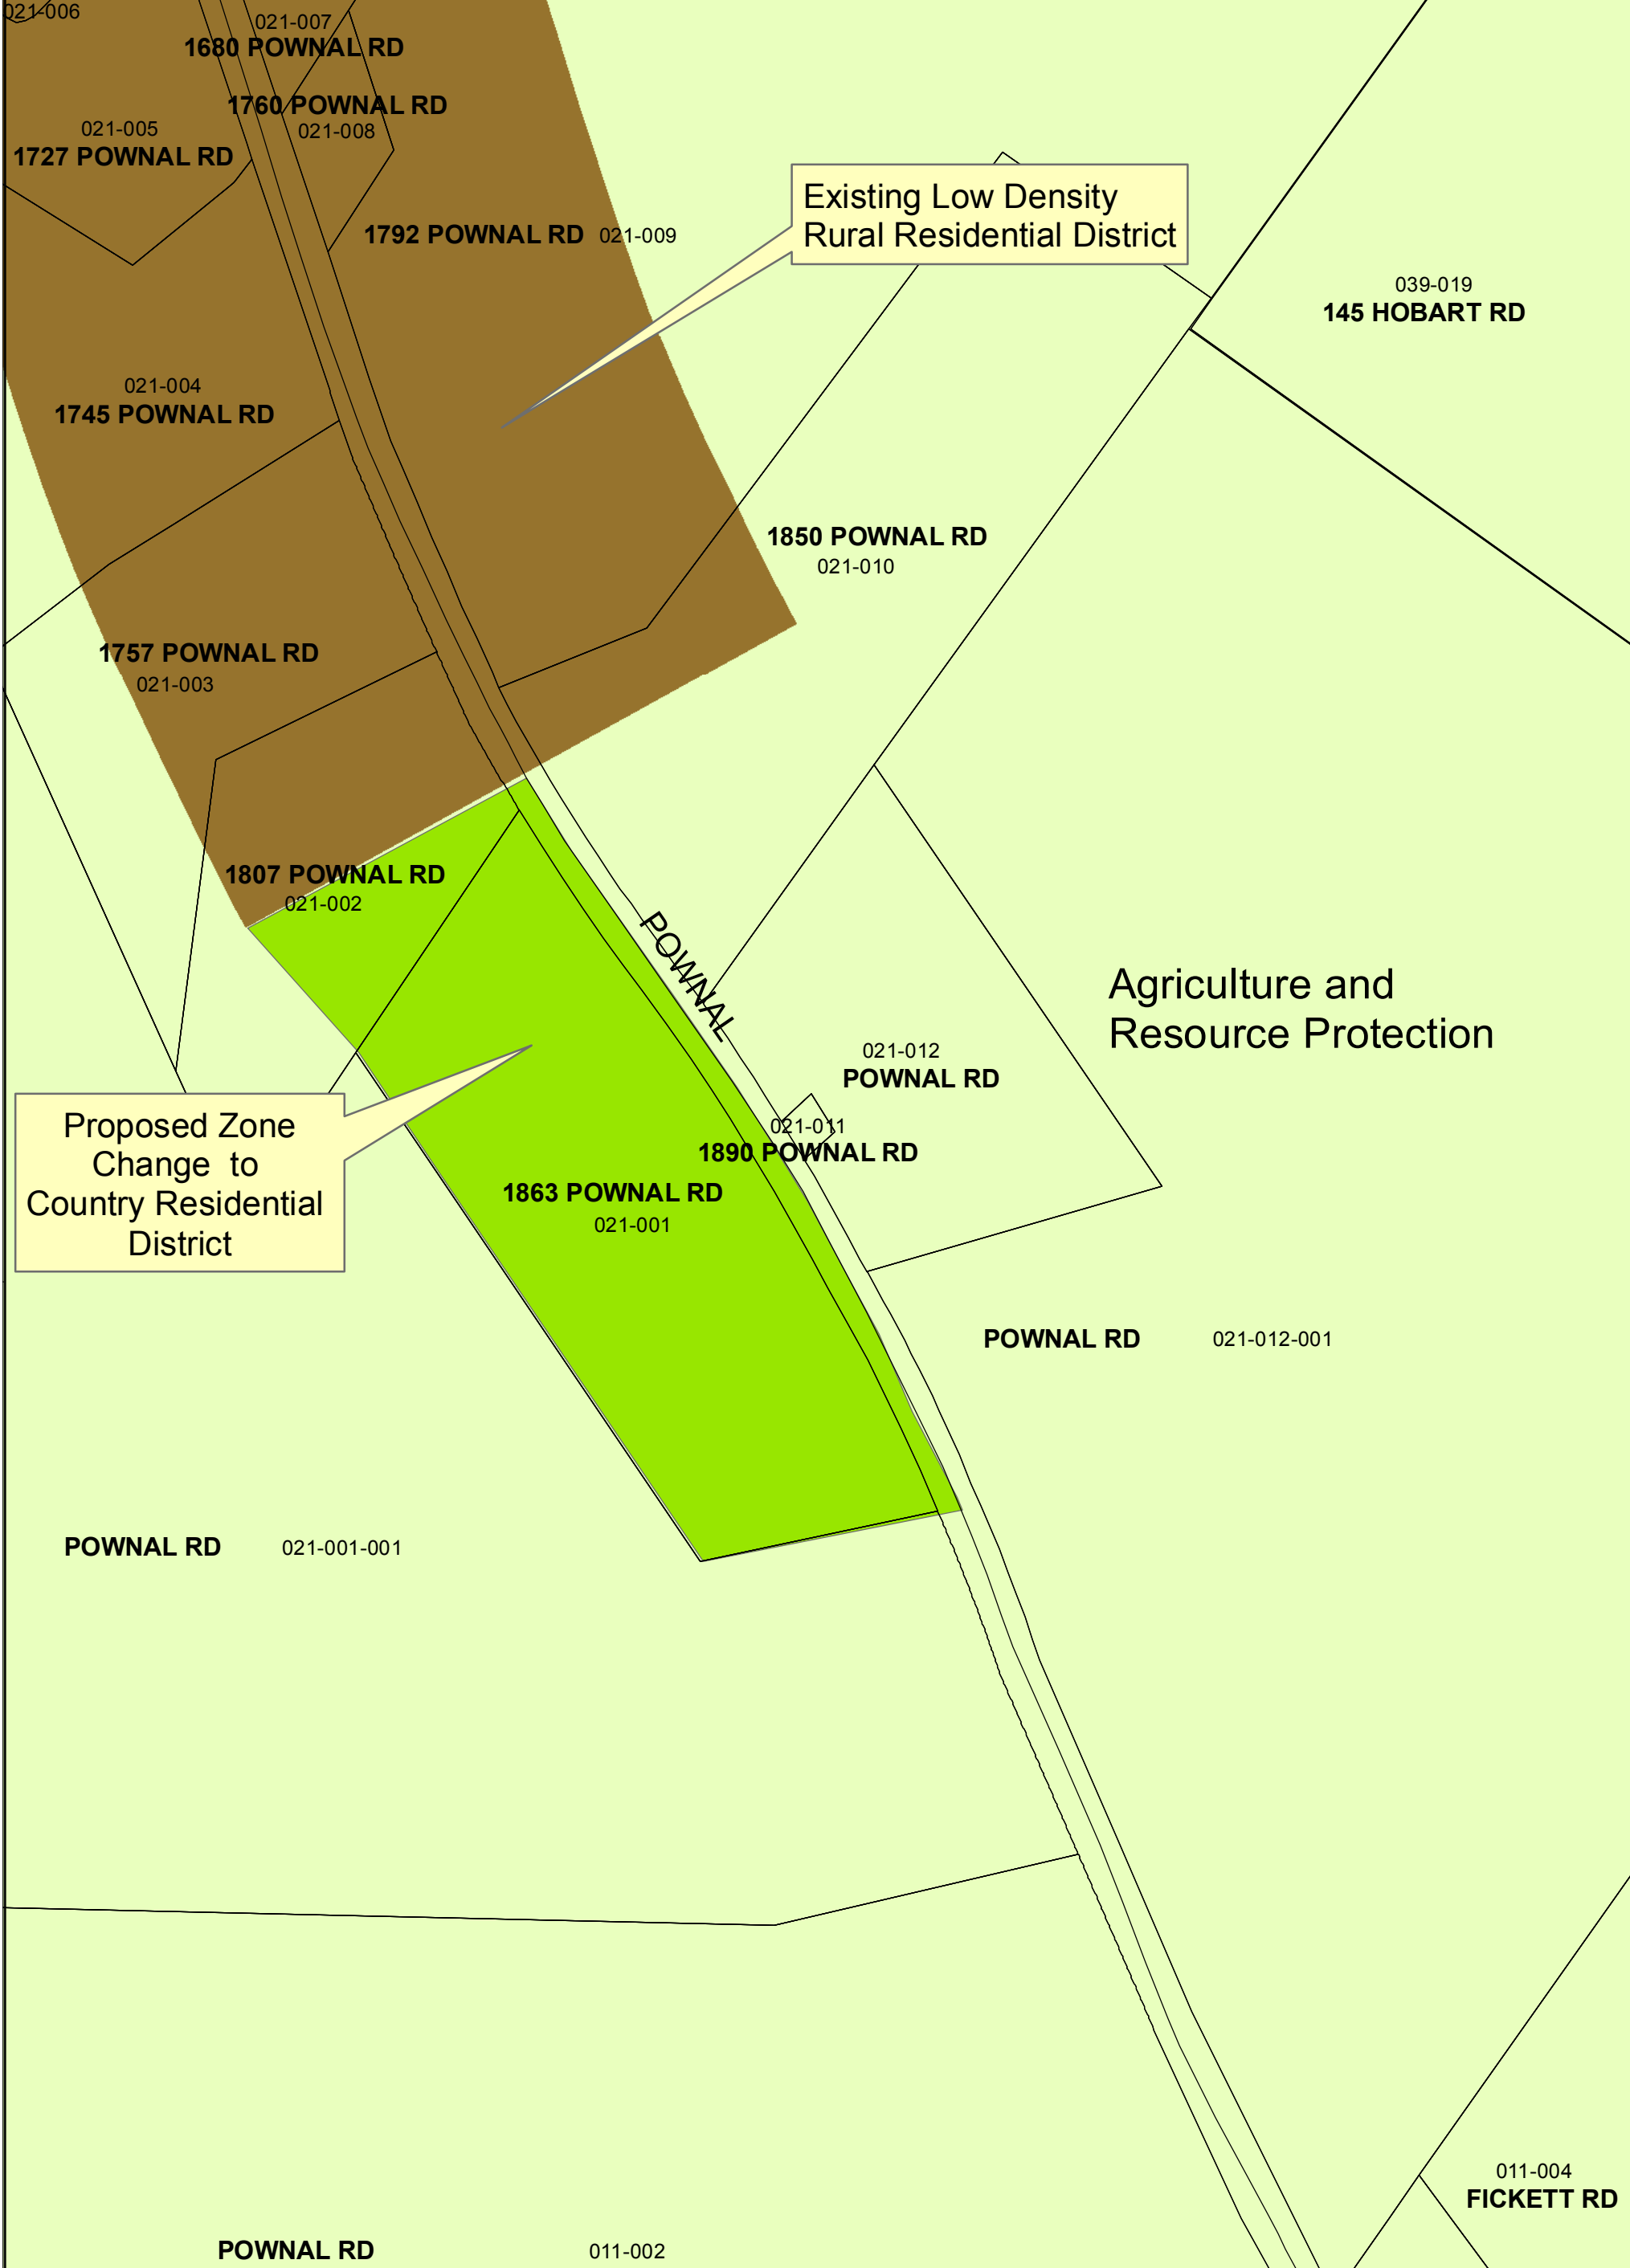 021-006
021-007
1680 POWNAL RD
1760 POWNAL RD
021-008
021-005
1727 POWNAL RD
1792 POWNAL RD 021-009
Existing Low Density
Rural Residential District
039-019
145 HOBART RD
021-004
1745 POWNAL RD
1850 POWNAL RD
021-010
1757 POWNAL RD
021-003
1807 POWNAL RD
021-002
POWNAL
Agriculture and
Resource Protection
021-012
POWNAL RD
021-011
1890 POWNAL RD
Proposed Zone
Change to
Country Residential
District
1863 POWNAL RD
021-001
POWNAL RD 021-012-001
POWNAL RD 021-001-001
011-004
FICKETT RD
POWNAL RD 011-002